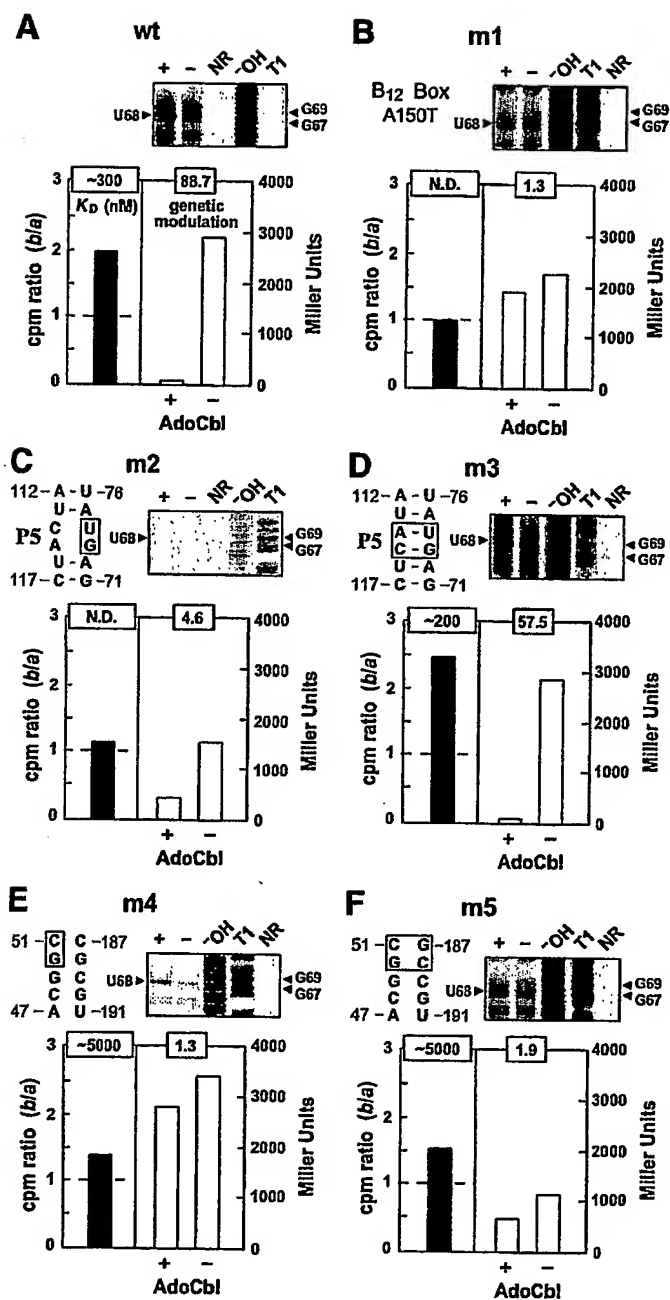 A
wt
+ − NR -OH T1
U68
G69
G67
3
2
1
0
cpm ratio (b/a)
~300
KD (nM)
88.7
genetic modulation
4000
3000
2000
1000
0
Miller Units
+ −
AdoCbl
B
m1
B12 Box
A150T
+ − -OH T1 NR
U68
G69
G67
3
2
1
0
cpm ratio (b/a)
N.D.
1.3
4000
3000
2000
1000
0
Miller Units
+ −
AdoCbl
C
m2
112–A-U–76
U-A
C U
P5
A G
U-A
117–C-G–71
+ − NR -OH T1
U68
G69
G67
3
2
1
0
cpm ratio (b/a)
N.D.
4.6
4000
3000
2000
1000
0
Miller Units
+ −
AdoCbl
D
m3
112–A-U–76
U-A
A-U
P5
C-G
U-A
117–C-G–71
+ − -OH T1 NR
U68
G69
G67
3
2
1
0
cpm ratio (b/a)
~200
57.5
4000
3000
2000
1000
0
Miller Units
+ −
AdoCbl
E
m4
51–C C–187
G G
G C
C G
47–A U–191
+ − -OH T1 NR
U68
G69
G67
3
2
1
0
cpm ratio (b/a)
~5000
1.3
4000
3000
2000
1000
0
Miller Units
+ −
AdoCbl
F
m5
51–C G–187
G C
G C
C G
47–A U–191
+ − -OH T1 NR
U68
G69
G67
3
2
1
0
cpm ratio (b/a)
~5000
1.9
4000
3000
2000
1000
0
Miller Units
+ −
AdoCbl